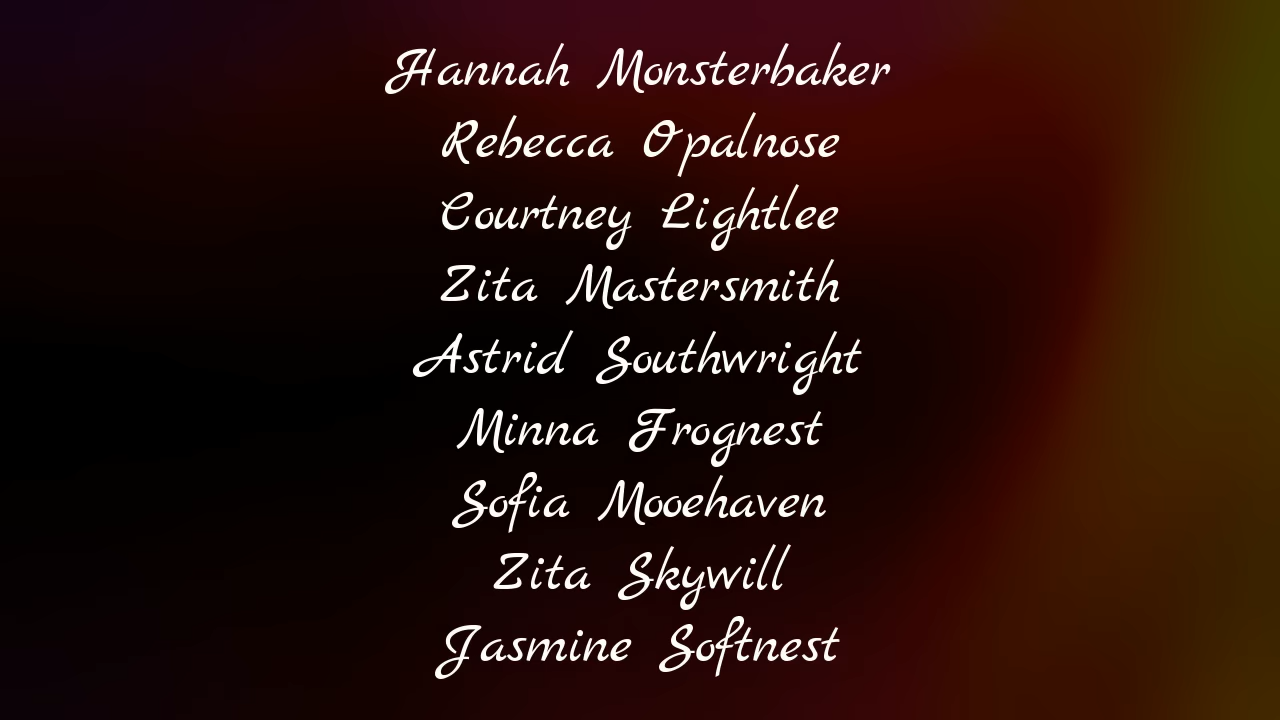 Hannah Monsterbaker
Rebecca Opalnose
Courtney Lightlee
Zita Mastersmith
Astrid Southwright
Minna Frognest
Sofia Mooehaven
Zita Skywill
Jasmine Softnest